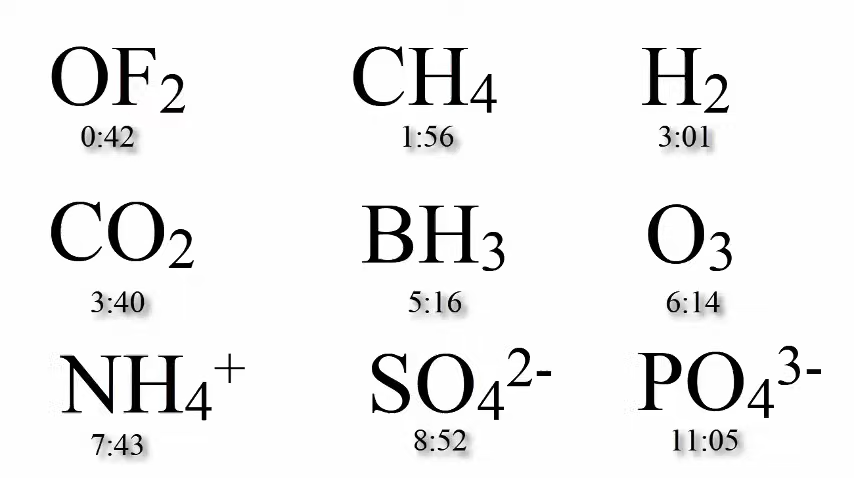 OF₂ CH₄ H₂
0:42 1:56 3:01
CO₂ BH₃ O₃
3:40 5:16 6:14
NH₄⁺ SO₄²⁻ PO₄³⁻
7:43 8:52 11:05